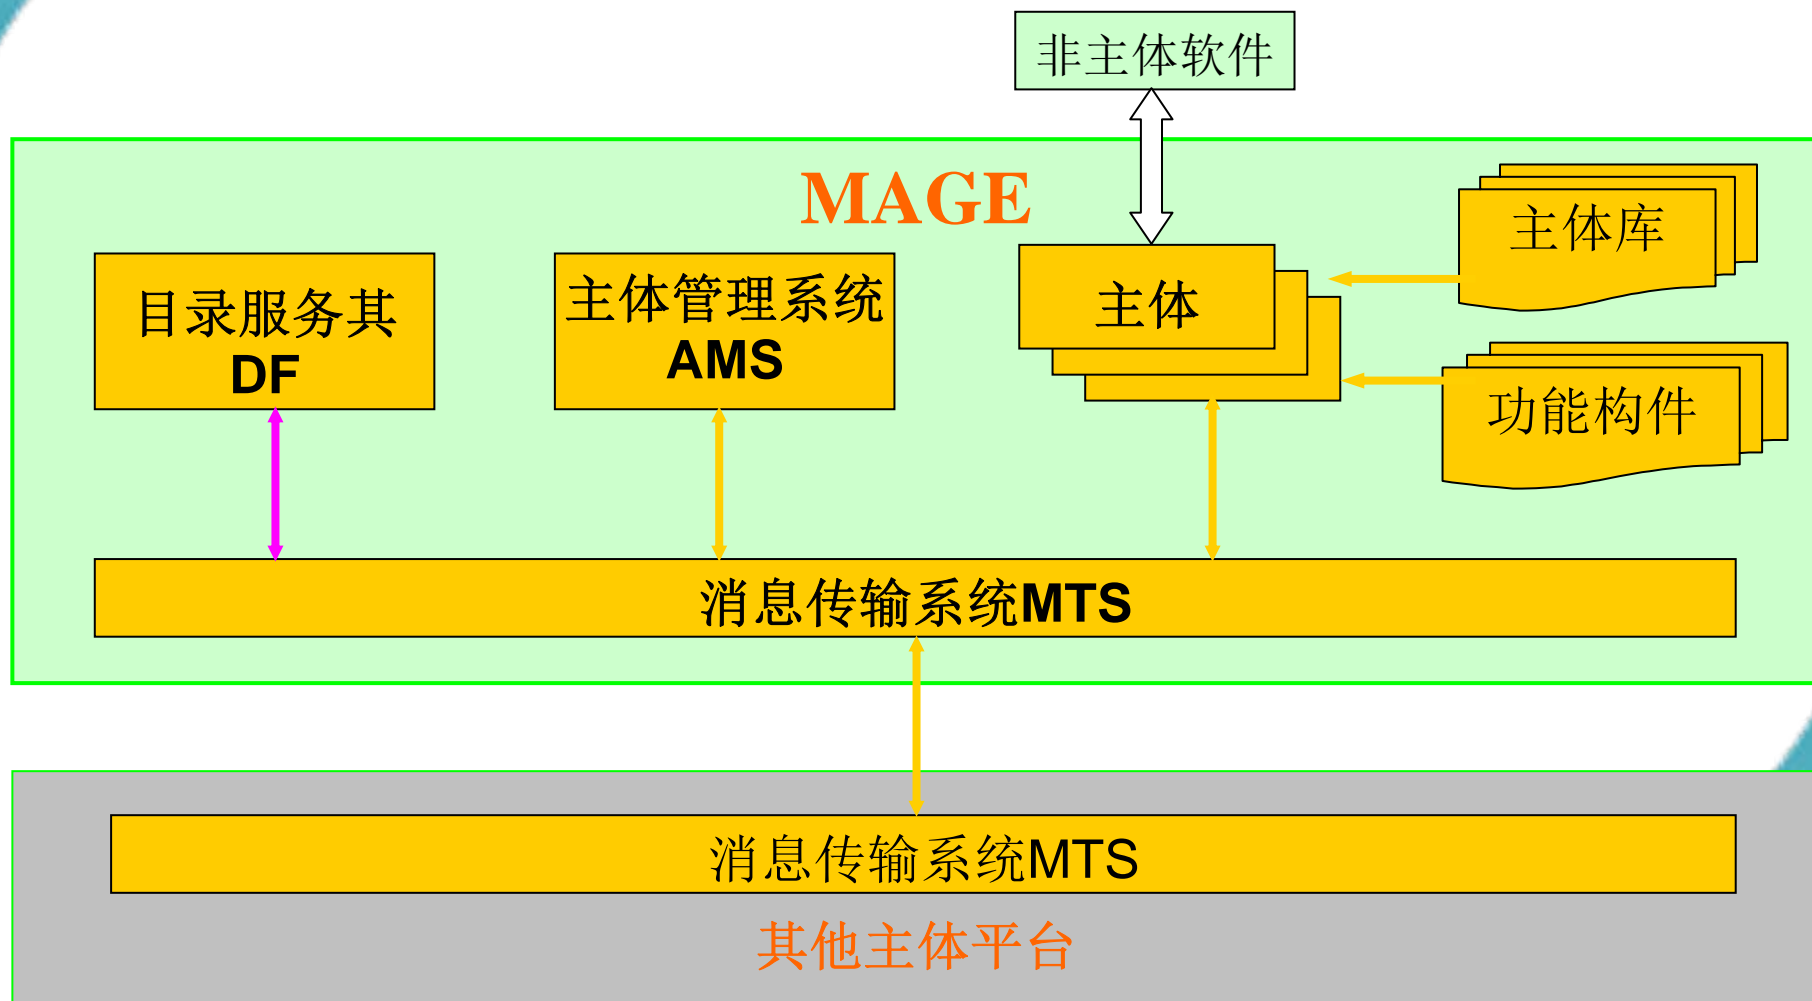 非主体软件
MAGE
目录服务其
DF
主体管理系统
AMS
主体
主体库
功能构件
消息传输系统MTS
消息传输系统MTS
其他主体平台